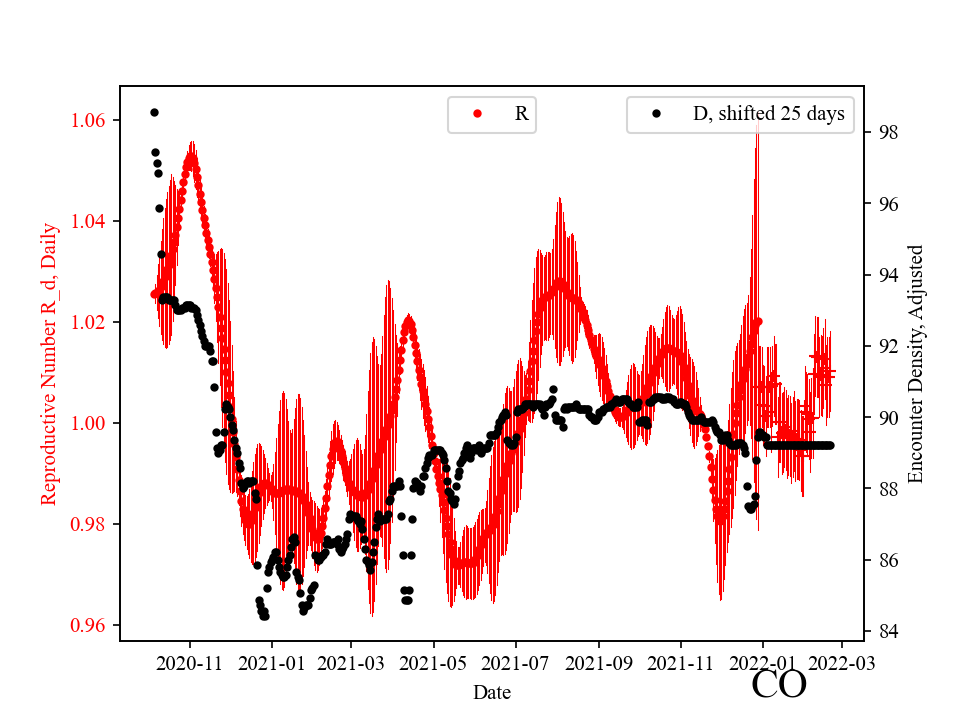 R
D, shifted 25 days
1.06
1.04
1.02
1.00
0.98
0.96
Reproductive Number R_d, Daily
98
96
94
92
90
88
86
84
Encounter Density, Adjusted
2020-11 2021-01 2021-03 2021-05 2021-07 2021-09 2021-11 2022-01 2022-03
Date
CO